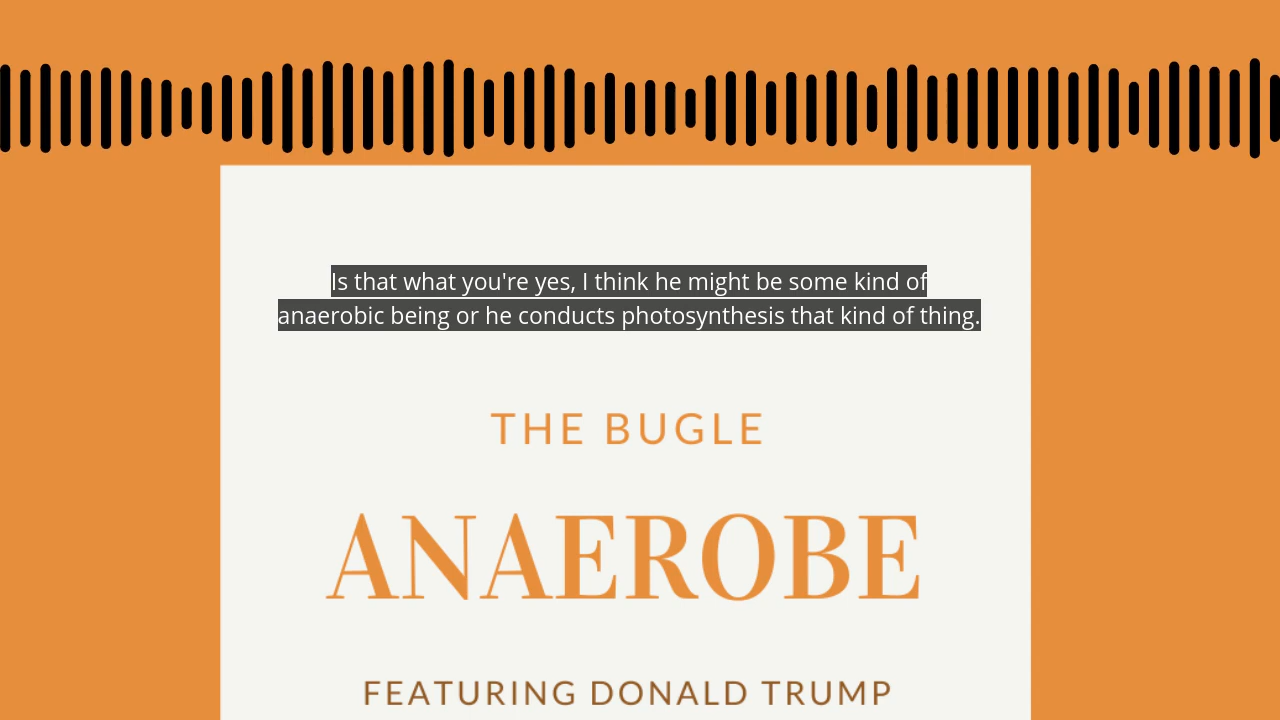 Is that what you're yes, I think he might be some kind of
anaerobic being or he conducts photosynthesis that kind of thing.
THE BUGLE
ANAEROBE
FEATURING DONALD TRUMP